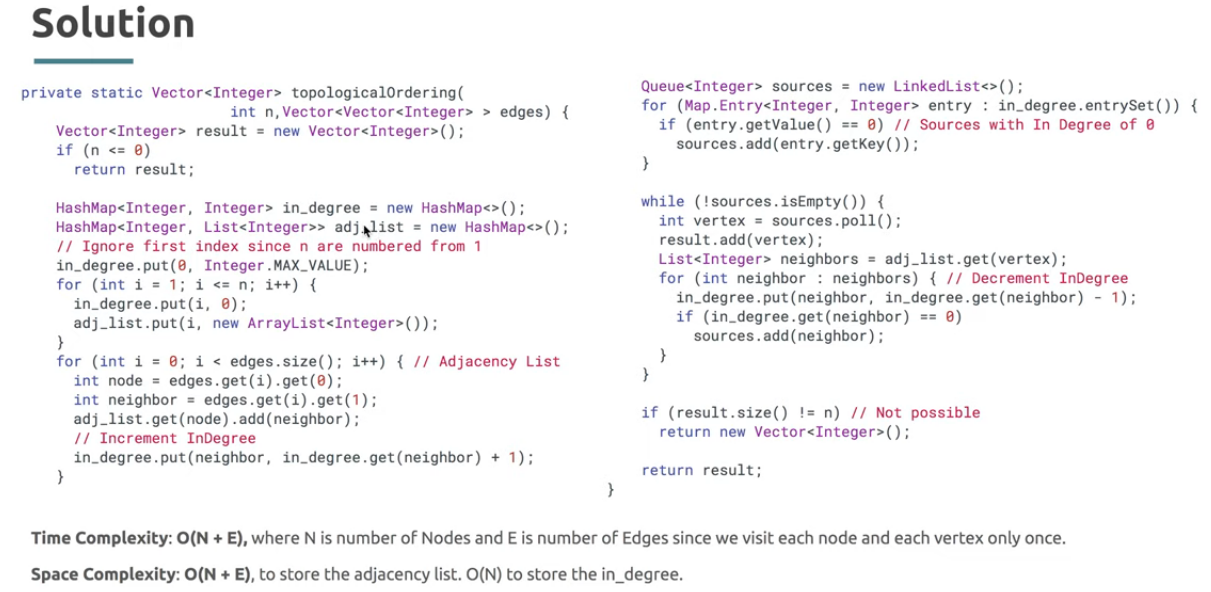 Solution
private static Vector<Integer> topologicalOrdering(
int n,Vector<Vector<Integer> > edges) {
Vector<Integer> result = new Vector<Integer>();
if (n <= 0)
return result;
HashMap<Integer, Integer> in_degree = new HashMap<>();
HashMap<Integer, List<Integer>> adj_list = new HashMap<>();
// Ignore first index since n are numbered from 1
in_degree.put(0, Integer.MAX_VALUE);
for (int i = 1; i <= n; i++) {
in_degree.put(i, 0);
adj_list.put(i, new ArrayList<Integer>());
}
for (int i = 0; i < edges.size(); i++) { // Adjacency List
int node = edges.get(i).get(0);
int neighbor = edges.get(i).get(1);
adj_list.get(node).add(neighbor);
// Increment InDegree
in_degree.put(neighbor, in_degree.get(neighbor) + 1);
}
Queue<Integer> sources = new LinkedList<>();
for (Map.Entry<Integer, Integer> entry : in_degree.entrySet()) {
if (entry.getValue() == 0) // Sources with In Degree of 0
sources.add(entry.getKey());
}
while (!sources.isEmpty()) {
int vertex = sources.poll();
result.add(vertex);
List<Integer> neighbors = adj_list.get(vertex);
for (int neighbor : neighbors) { // Decrement InDegree
in_degree.put(neighbor, in_degree.get(neighbor) - 1);
if (in_degree.get(neighbor) == 0)
sources.add(neighbor);
}
}
if (result.size() != n) // Not possible
return new Vector<Integer>();
return result;
}
Time Complexity: O(N + E), where N is number of Nodes and E is number of Edges since we visit each node and each vertex only once.
Space Complexity: O(N + E), to store the adjacency list. O(N) to store the in_degree.